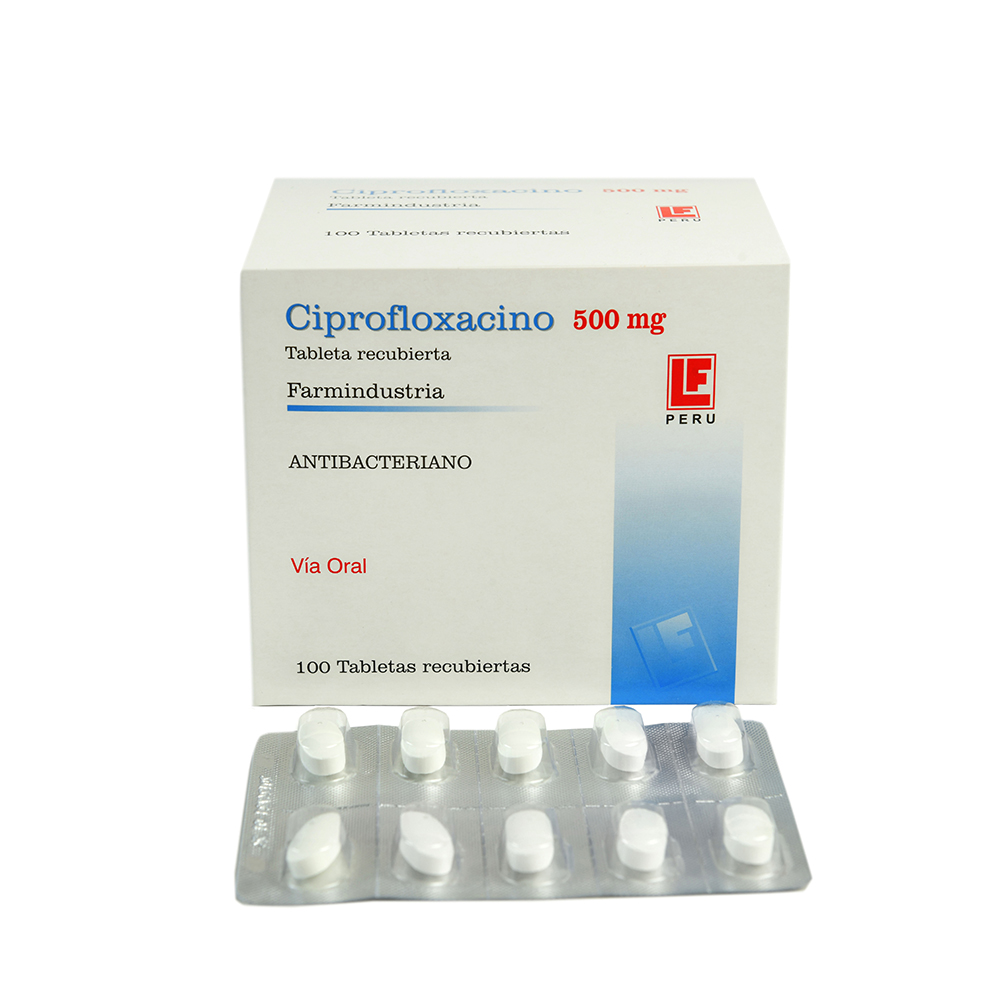 Ciprofloxacino 500 mg
Tableta recubierta
Farmindustria
LF
PERU
100 Tabletas recubiertas
Ciprofloxacino 500 mg
Tableta recubierta
Farmindustria
LF
PERU
ANTIBACTERIANO
Vía Oral
LF
100 Tabletas recubiertas